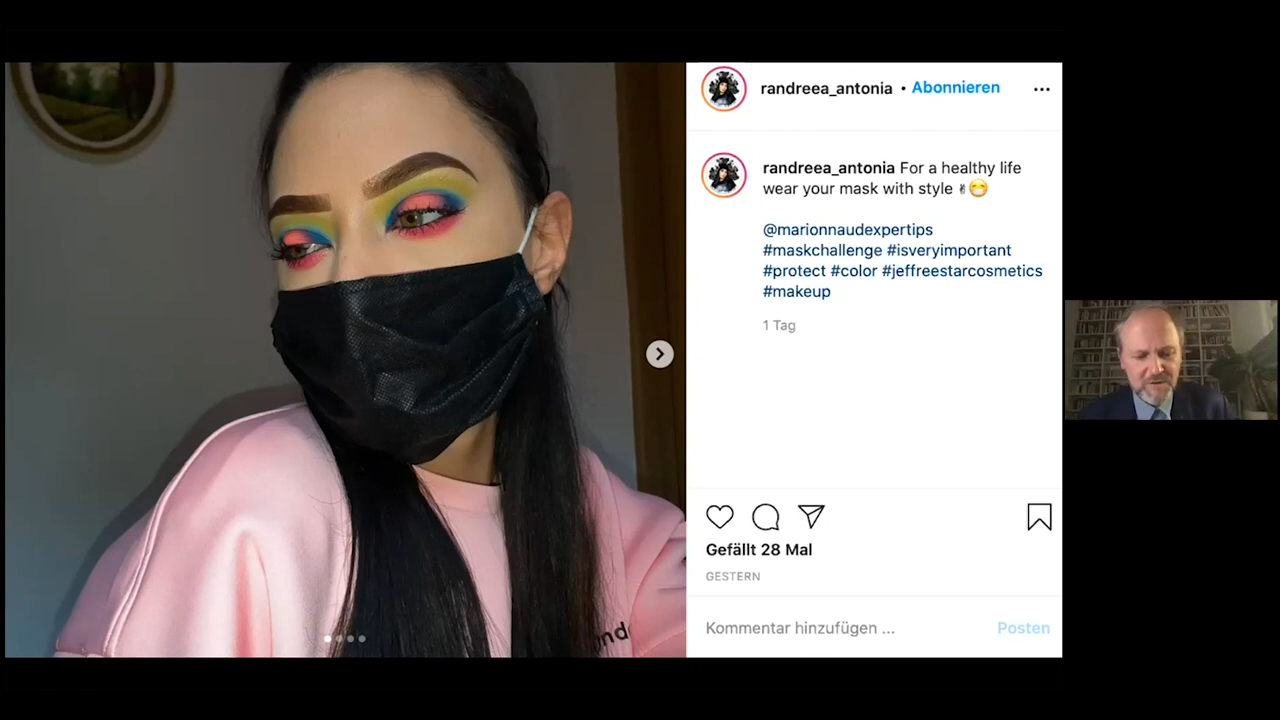 randreea_antonia • Abonnieren
randreea_antonia For a healthy life
wear your mask with style ✌😷
@marionnaudexpertips
#maskchallenge #isveryimportant
#protect #color #jeffreestarcosmetics
#makeup
1 Tag
Gefällt 28 Mal
GESTERN
Kommentar hinzufügen ...
Posten